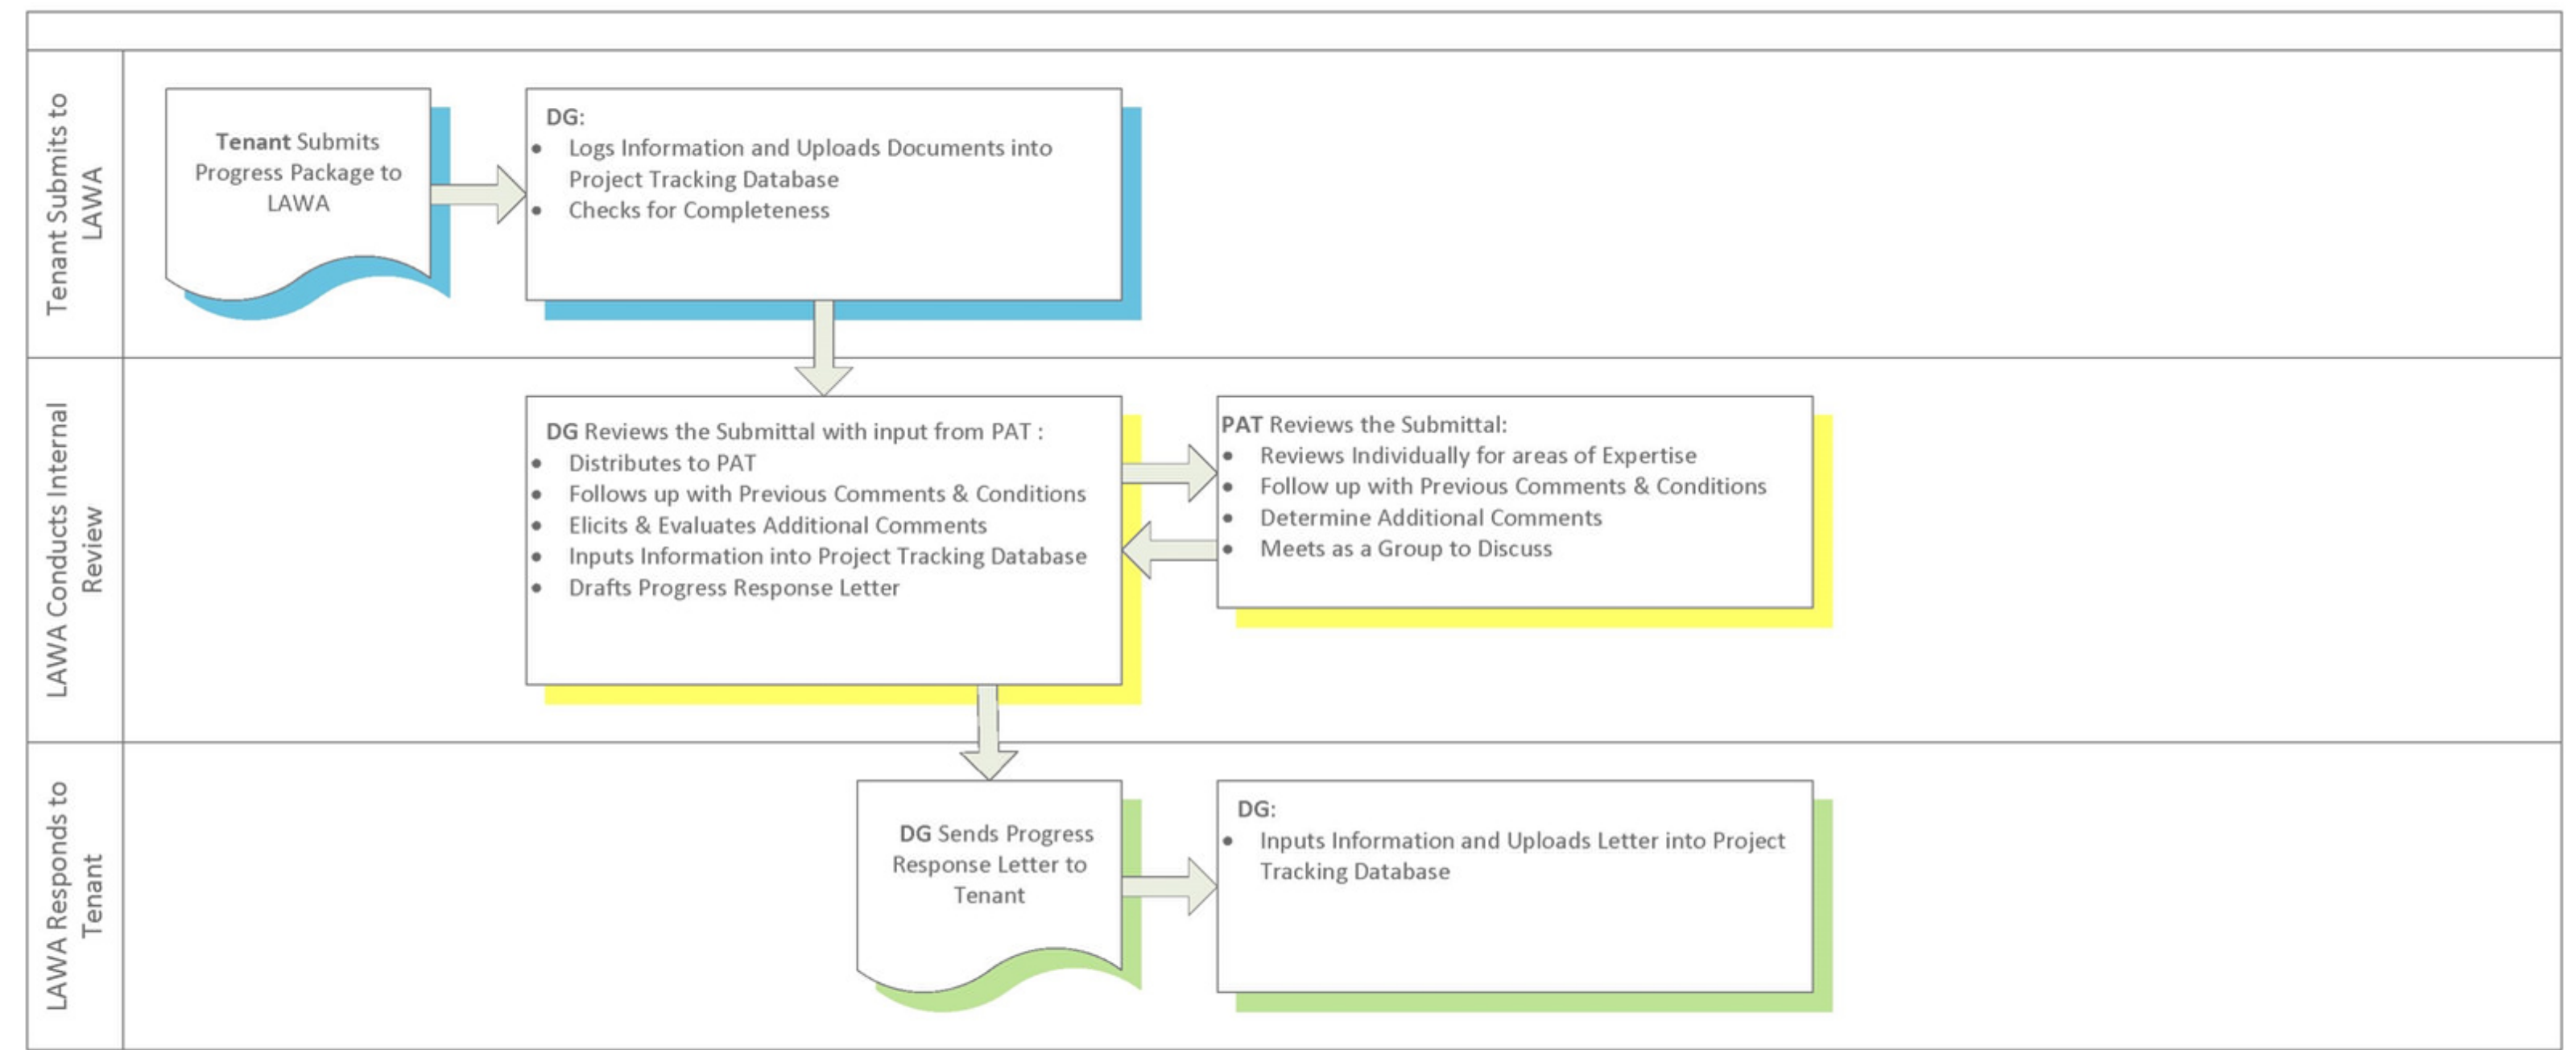 Tenant Submits to
LAWA
Tenant Submits
Progress Package to
LAWA
DG:
• Logs Information and Uploads Documents into
Project Tracking Database
• Checks for Completeness
LAWA Conducts Internal
Review
DG Reviews the Submittal with input from PAT :
• Distributes to PAT
• Follows up with Previous Comments & Conditions
• Elicits & Evaluates Additional Comments
• Inputs Information into Project Tracking Database
• Drafts Progress Response Letter
PAT Reviews the Submittal:
• Reviews Individually for areas of Expertise
• Follow up with Previous Comments & Conditions
• Determine Additional Comments
• Meets as a Group to Discuss
LAWA Responds to
Tenant
DG Sends Progress
Response Letter to
Tenant
DG:
• Inputs Information and Uploads Letter into Project
Tracking Database